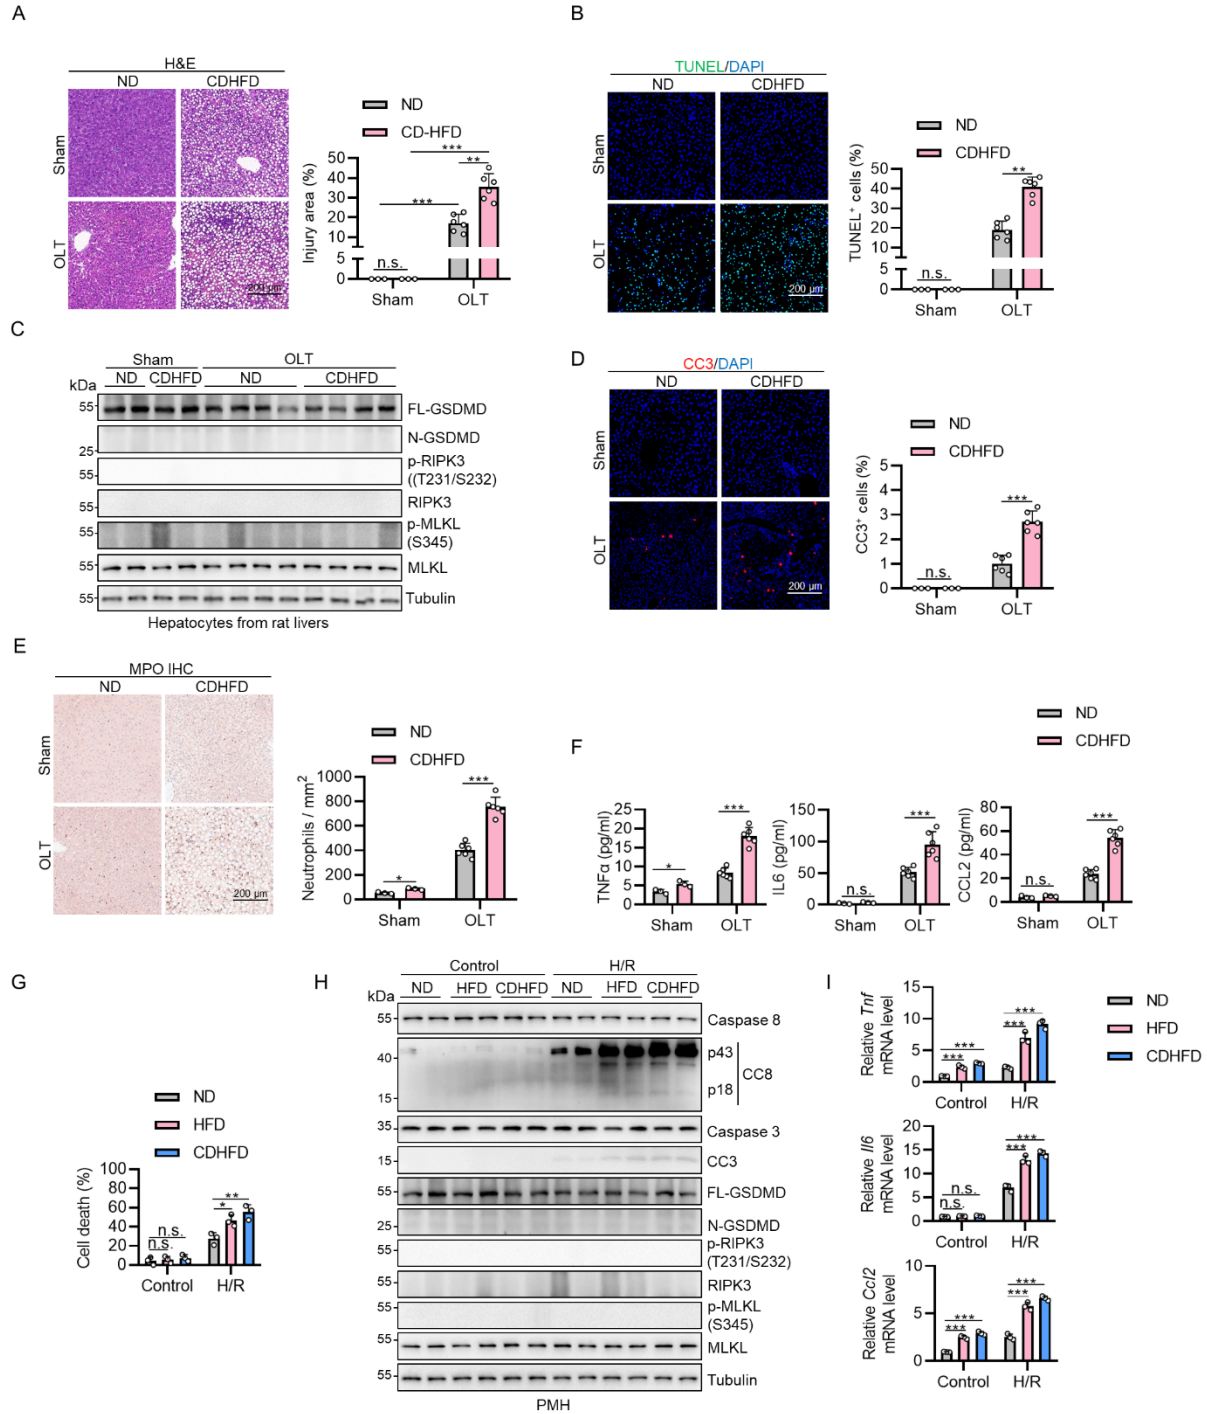 A
H&E
ND CDHFD
Sham
OLT
200 μm
ND
CD-HFD
Injury area (%)
50
40
30
20
10
5
0
n.s.
***
***
**
Sham OLT
B
TUNEL/DAPI
ND CDHFD
Sham
OLT
200 μm
ND
CDHFD
TUNEL+ cells (%)
50
40
30
20
10
5
0
n.s.
**
Sham OLT
C
Sham OLT
ND CDHFD ND CDHFD
kDa
55 FL-GSDMD
N-GSDMD
25
55 p-RIPK3
((T231/S232)
55 RIPK3
55 p-MLKL
(S345)
55 MLKL
55 Tubulin
Hepatocytes from rat livers
D
CC3/DAPI
ND CDHFD
Sham
OLT
200 μm
ND
CDHFD
CC3+ cells (%)
5
4
3
2
1
0
n.s.
***
Sham OLT
E
MPO IHC
ND CDHFD
Sham
OLT
200 μm
ND
CDHFD
Neutrophils / mm2
1000
800
600
400
200
0
*
***
Sham OLT
F
ND
CDHFD
TNFα (pg/ml)
25
20
15
10
5
0
*
***
Sham OLT
IL6 (pg/ml)
150
100
50
0
n.s.
***
Sham OLT
CCL2 (pg/ml)
80
60
40
20
0
n.s.
***
Sham OLT
G
ND
HFD
CDHFD
Cell death (%)
100
80
60
40
20
0
n.s.
n.s.
**
*
Control H/R
H
Control H/R
ND HFD CDHFD ND HFD CDHFD
kDa
55 Caspase 8
40 p43
CC8
p18
15
35 Caspase 3
15 CC3
55 FL-GSDMD
25 N-GSDMD
55 p-RIPK3
(T231/S232)
55 RIPK3
55 p-MLKL
(S345)
55 MLKL
55 Tubulin
PMH
I
ND
HFD
CDHFD
Relative Tnf
mRNA level
15
10
5
0
***
***
***
***
Control H/R
Relative Il6
mRNA level
20
15
10
5
0
n.s.
n.s.
***
***
Control H/R
Relative Ccl2
mRNA level
10
5
0
***
***
***
***
Control H/R